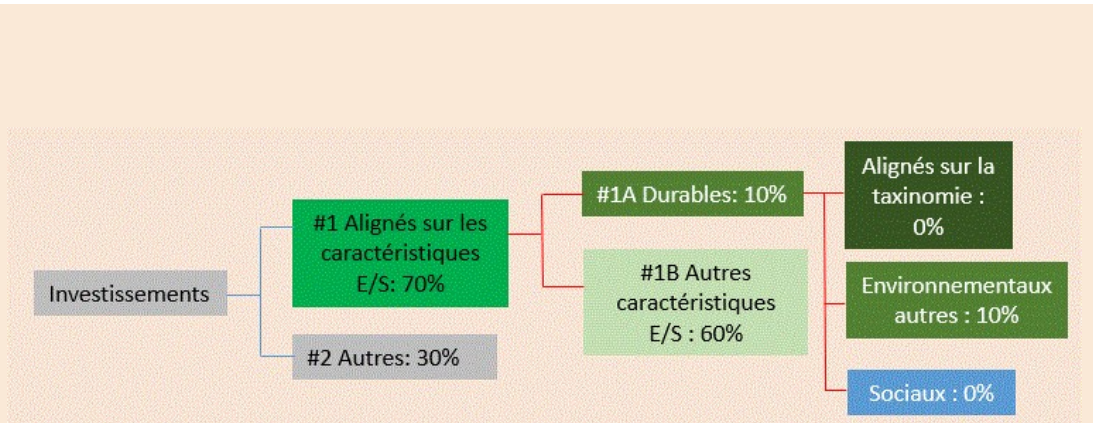 Investissements
#1 Alignés sur les
caractéristiques
E/S: 70%
#2 Autres: 30%
#1A Durables: 10%
#1B Autres
caractéristiques
E/S : 60%
Alignés sur la
taxinomie :
0%
Environnementaux
autres : 10%
Sociaux : 0%